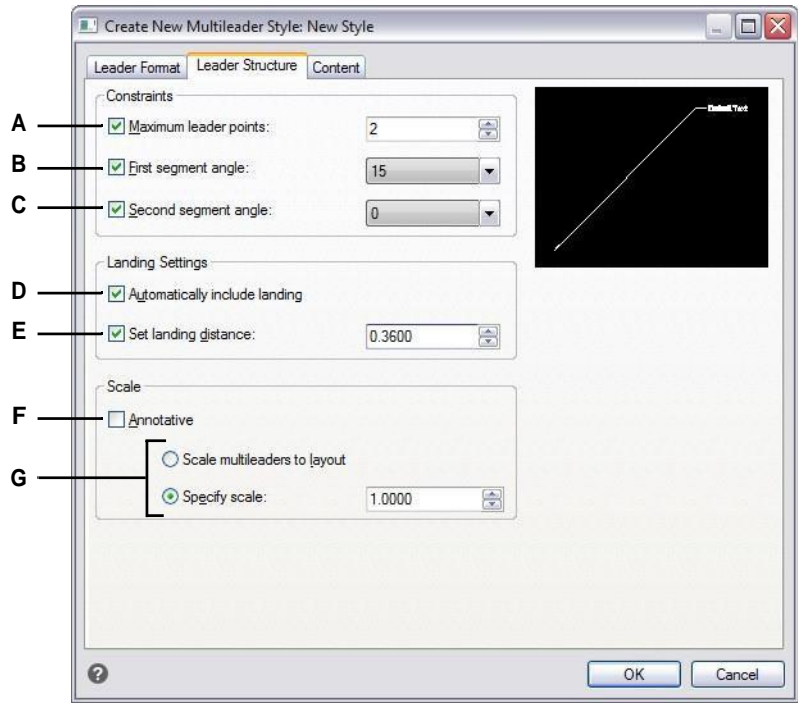 Create New Multileader Style: New Style
Leader Format Leader Structure Content
Constraints
A Maximum leader points: 2
B First segment angle: 15
C Second segment angle: 0
Default Text
Landing Settings
D Automatically include landing
E Set landing distance: 0.3600
Scale
F Annotative
G
Scale multileaders to layout
Specify scale: 1.0000
? OK Cancel